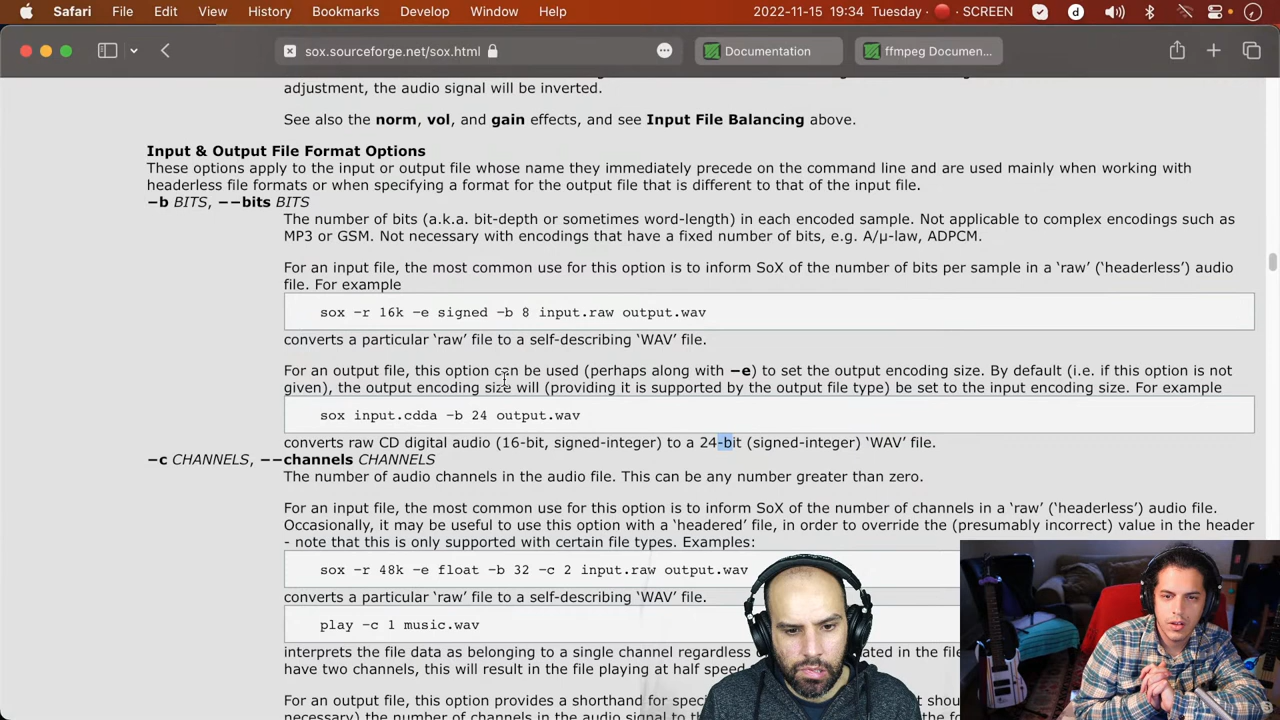 Safari File Edit View History Bookmarks Develop Window Help 2022-11-15 19:34 Tuesday SCREEN d
sox.sourceforge.net/sox.html Documentation ffmpeg Documen...
adjustment, the audio signal will be inverted.
See also the norm, vol, and gain effects, and see Input File Balancing above.
Input & Output File Format Options
These options apply to the input or output file whose name they immediately precede on the command line and are used mainly when working with
headerless file formats or when specifying a format for the output file that is different to that of the input file.
−b BITS, −−bits BITS
The number of bits (a.k.a. bit-depth or sometimes word-length) in each encoded sample. Not applicable to complex encodings such as
MP3 or GSM. Not necessary with encodings that have a fixed number of bits, e.g. A/μ-law, ADPCM.
For an input file, the most common use for this option is to inform SoX of the number of bits per sample in a ‘raw’ (‘headerless’) audio
file. For example
sox −r 16k −e signed −b 8 input.raw output.wav
converts a particular ‘raw’ file to a self-describing ‘WAV’ file.
For an output file, this option can be used (perhaps along with −e) to set the output encoding size. By default (i.e. if this option is not
given), the output encoding size will (providing it is supported by the output file type) be set to the input encoding size. For example
sox input.cdda −b 24 output.wav
converts raw CD digital audio (16-bit, signed-integer) to a 24-bit (signed-integer) ‘WAV’ file.
−c CHANNELS, −−channels CHANNELS
The number of audio channels in the audio file. This can be any number greater than zero.
For an input file, the most common use for this option is to inform SoX of the number of channels in a ‘raw’ (‘headerless’) audio file.
Occasionally, it may be useful to use this option with a ‘headered’ file, in order to override the (presumably incorrect) value in the header
- note that this is only supported with certain file types. Examples:
sox −r 48k −e float −b 32 −c 2 input.raw output.wav
converts a particular ‘raw’ file to a self-describing ‘WAV’ file.
play −c 1 music.wav
interprets the file data as belonging to a single channel regardless in the file
have two channels, this will result in the file playing at half speed
For an output file, this option provides a shorthand for
necessary) the number of channels in the audio signal to